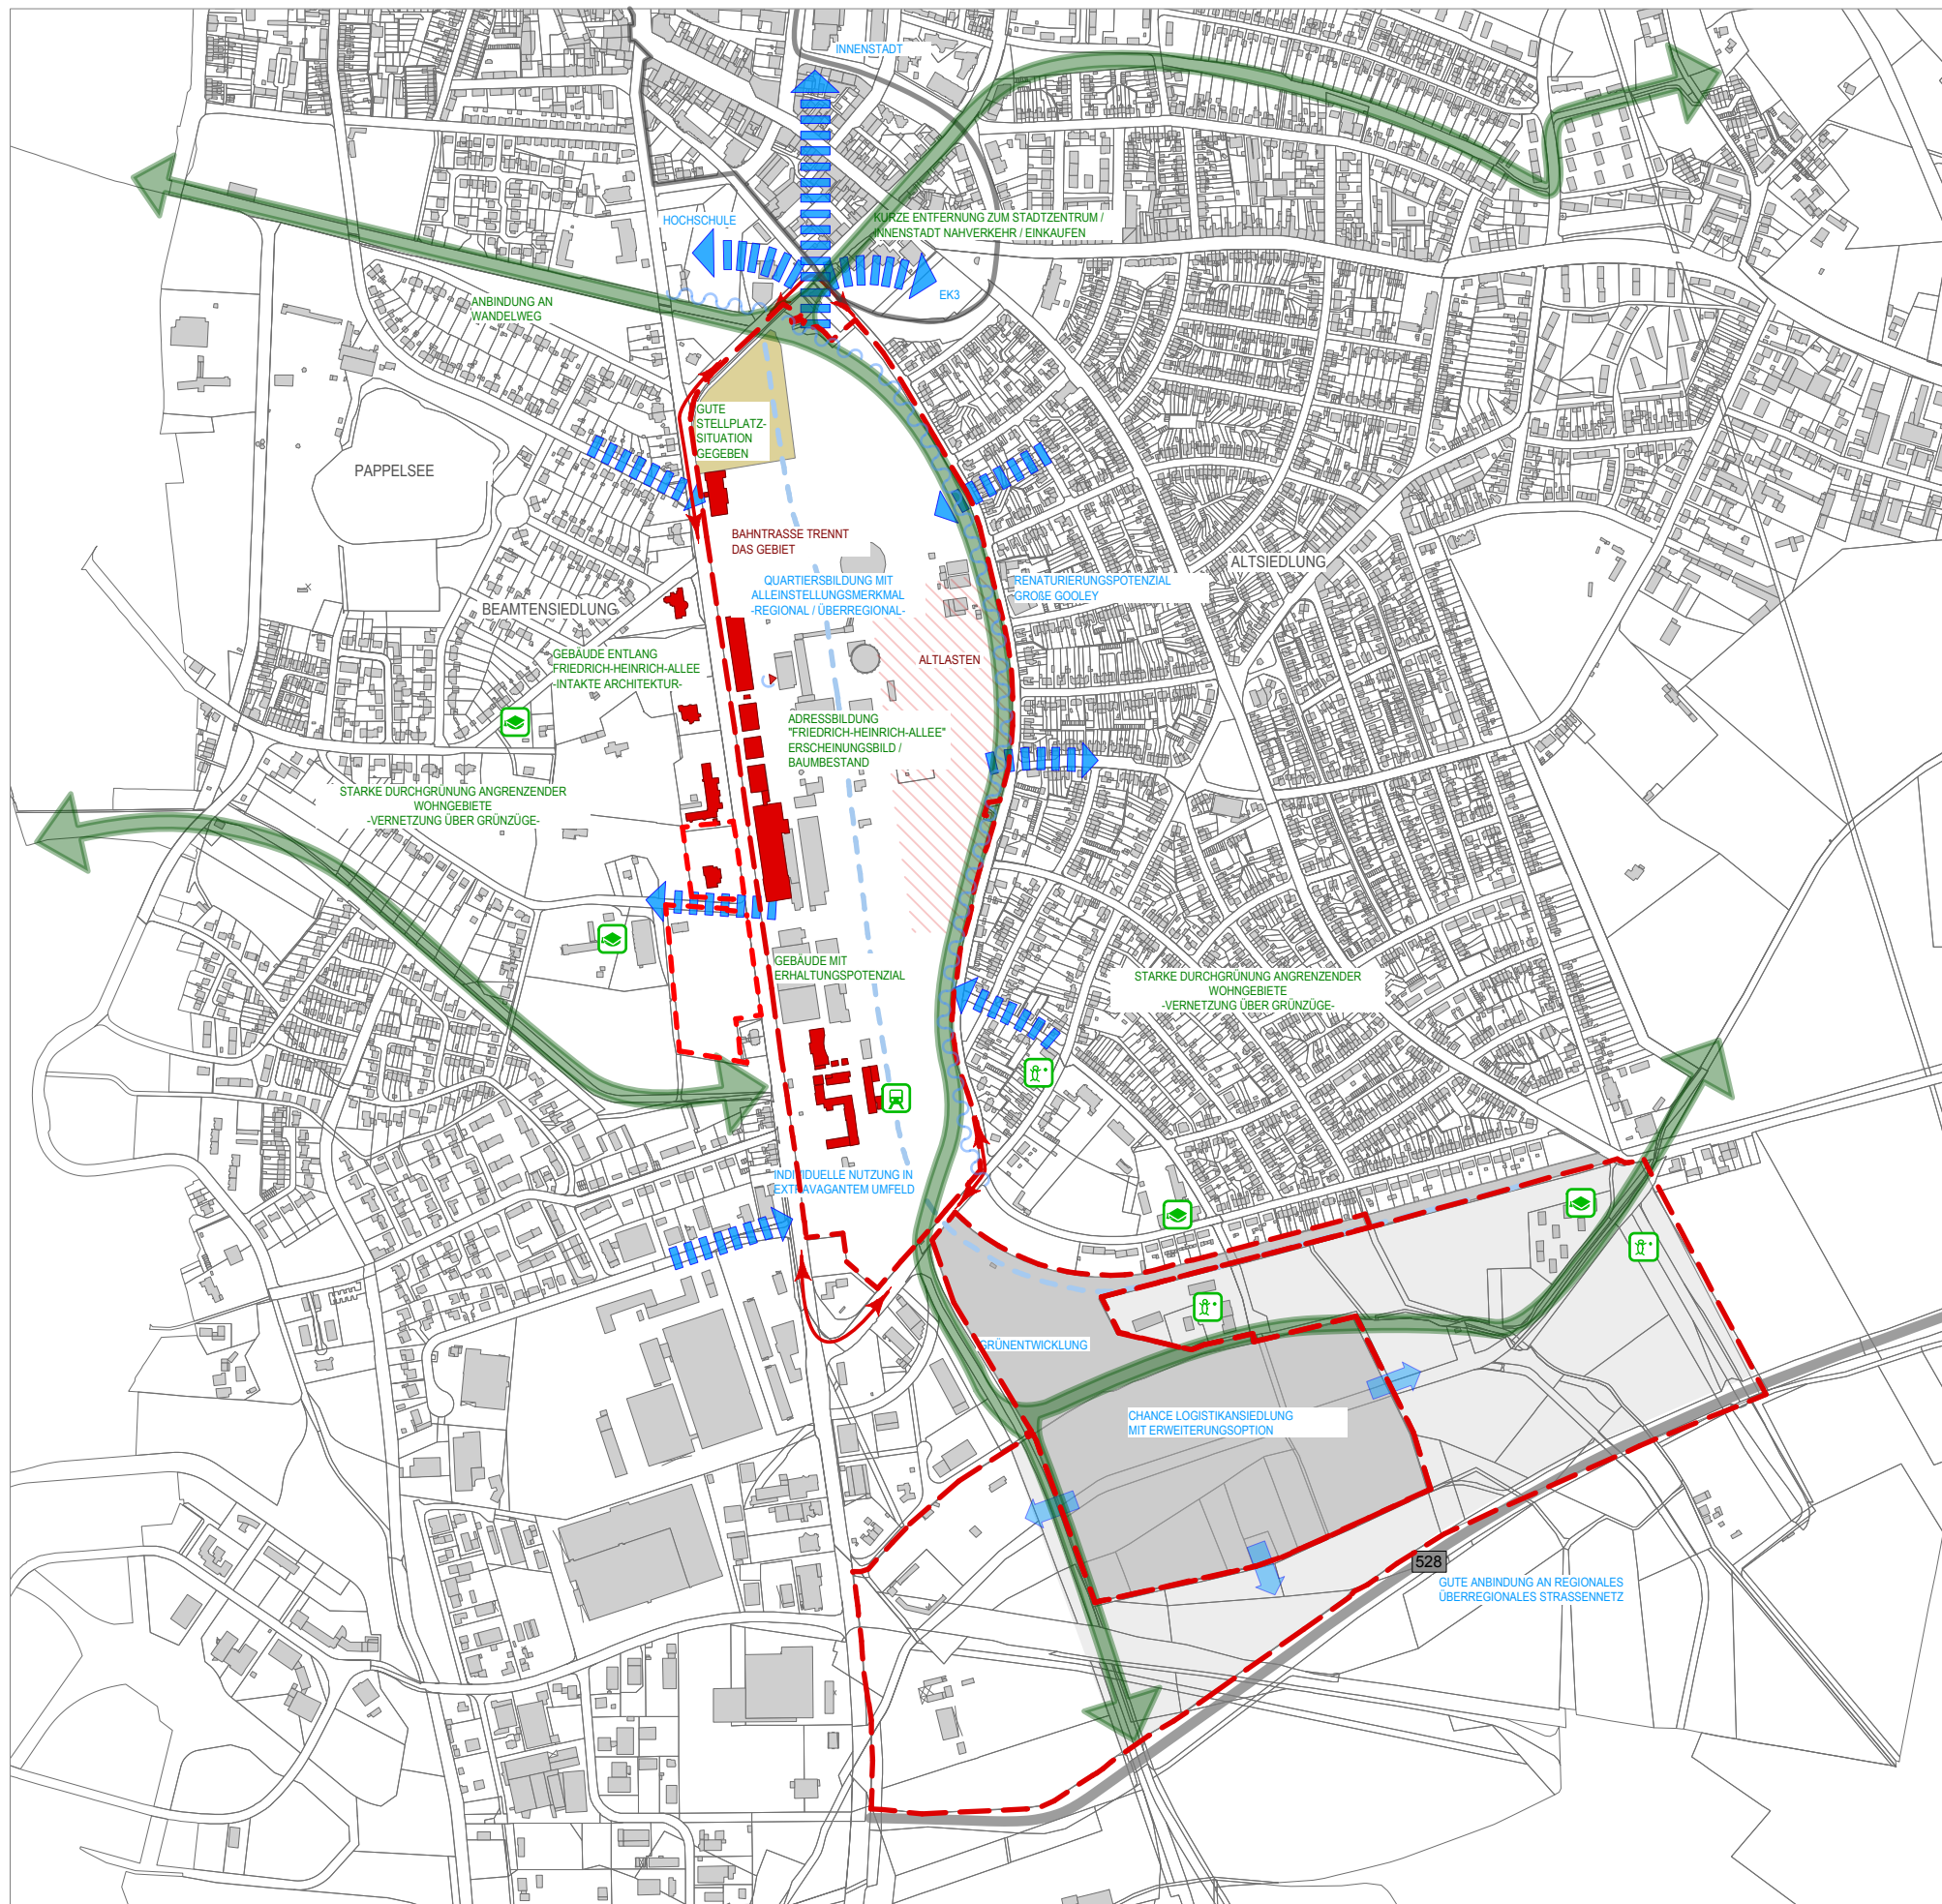 INNENSTADT
HOCHSCHULE
KURZE ENTFERNUNG ZUM STADTZENTRUM /
INNENSTADT NAHVERKEHR / EINKAUFEN
EK3
ANBINDUNG AN
WANDELWEG
GUTE
STELLPLATZ-
SITUATION
GEGEBEN
PAPPELSEE
BAHNTRASSE TRENNT
DAS GEBIET
ALTSIEDLUNG
QUARTIERSBILDUNG MIT
ALLEINSTELLUNGSMERKMAL
-REGIONAL / ÜBERREGIONAL-
RENATURIERUNGSPOTENZIAL
GROßE GOOLEY
BEAMTENSIEDLUNG
GEBÄUDE ENTLANG
FRIEDRICH-HEINRICH-ALLEE
-INTAKTE ARCHITEKTUR-
ALTLASTEN
ADRESSBILDUNG
"FRIEDRICH-HEINRICH-ALLEE"
ERSCHEINUNGSBILD /
BAUMBESTAND
STARKE DURCHGRÜNUNG ANGRENZENDER
WOHNGEBIETE
-VERNETZUNG ÜBER GRÜNZÜGE-
GEBÄUDE MIT
ERHALTUNGSPOTENZIAL
STARKE DURCHGRÜNUNG ANGRENZENDER
WOHNGEBIETE
-VERNETZUNG ÜBER GRÜNZÜGE-
INDIVIDUELLE NUTZUNG IN
EXTRAVAGANTEM UMFELD
GRÜNENTWICKLUNG
CHANCE LOGISTIKANSIEDLUNG
MIT ERWEITERUNGSOPTION
528
GUTE ANBINDUNG AN REGIONALES
ÜBERREGIONALES STRASSENNETZ